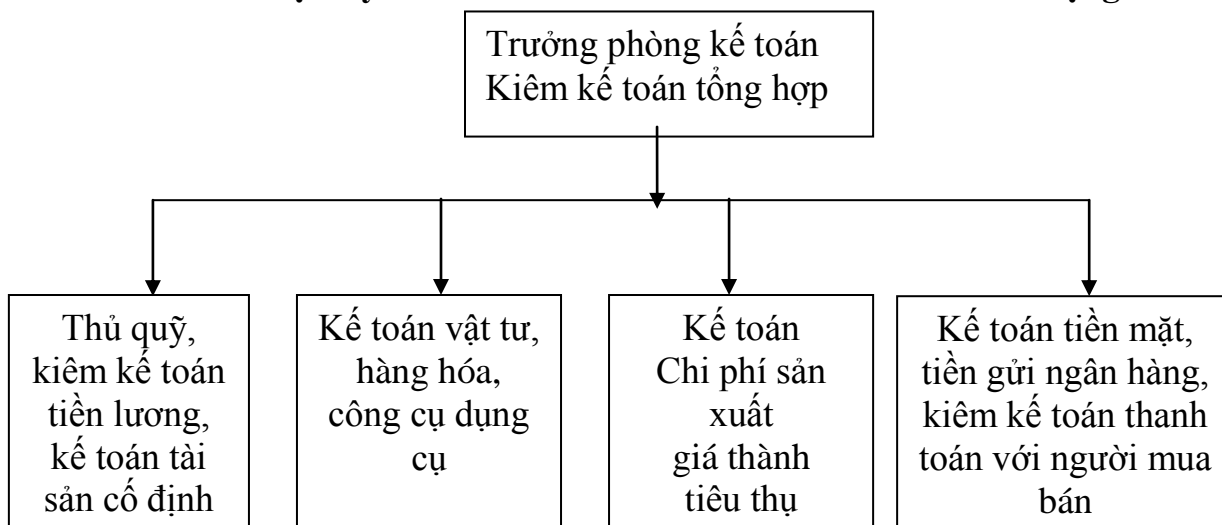 Trưởng phòng kế toán
Kiêm kế toán tổng hợp
Thủ quỹ,
kiêm kế toán
tiền lương,
kế toán tài
sản cố định
Kế toán vật tư,
hàng hóa,
công cụ dụng
cụ
Kế toán
Chi phí sản
xuất
giá thành
tiêu thụ
Kế toán tiền mặt,
tiền gửi ngân hàng,
kiêm kế toán thanh
toán với người mua
bán